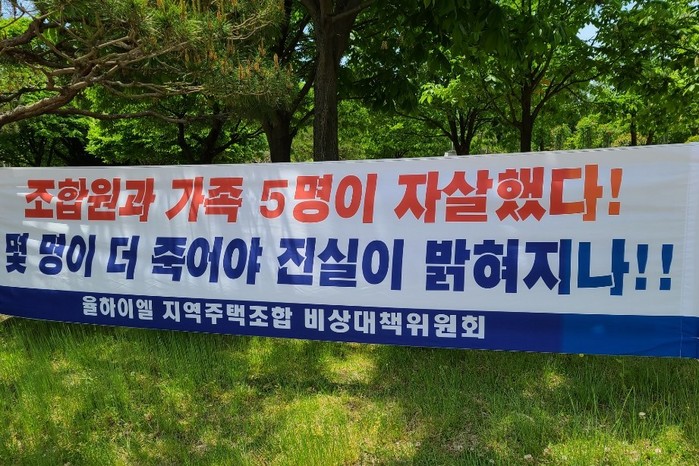 조합원과 가족 5명이 자살했다!
몇 명이 더 죽어야 진실이 밝혀지나!!
율하이엘 지역주택조합 비상대책위원회